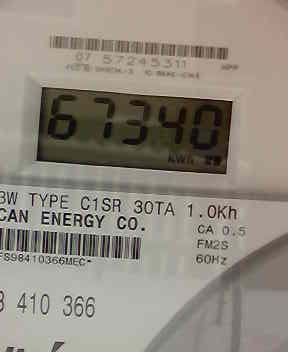 07 57245311
67340
KWH
3W TYPE C1SR 30TA 1.0Kh
CAN ENERGY CO.
CA 0.5
FM2S
FS98410366MEC*
60Hz
3 410 366